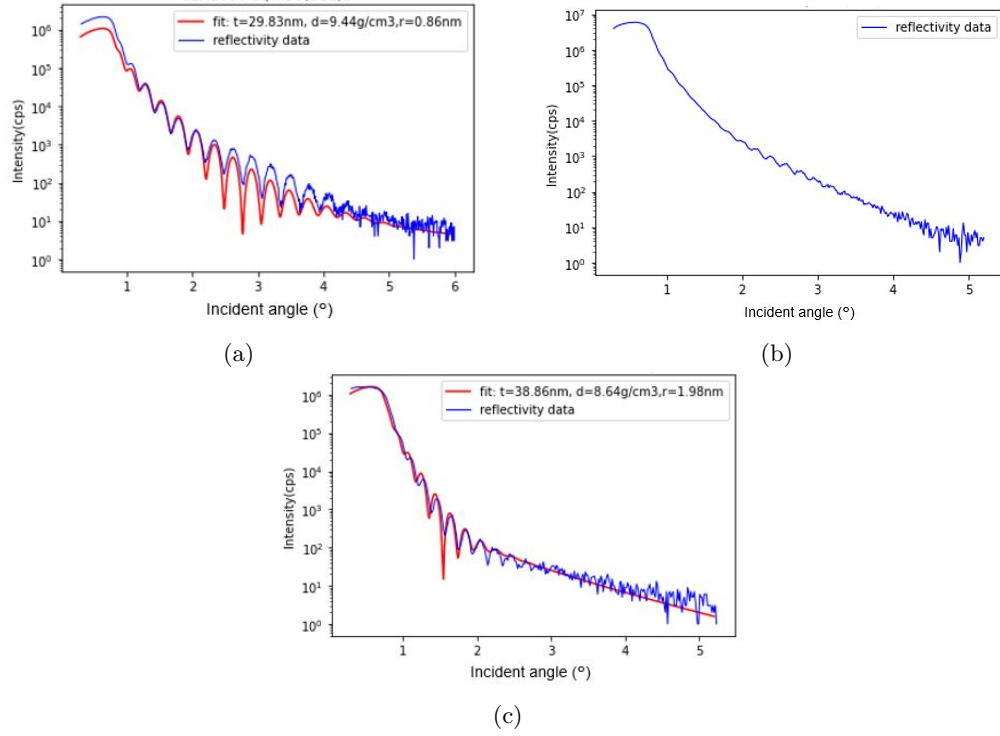 fit: t=29.83nm, d=9.44g/cm3,r=0.86nm
reflectivity data
Intensity(cps)
10⁶
10⁵
10⁴
10³
10²
10¹
10⁰
1 2 3 4 5 6
Incident angle (°)
(a)
reflectivity data
Intensity(cps)
10⁷
10⁶
10⁵
10⁴
10³
10²
10¹
10⁰
1 2 3 4 5
Incident angle (°)
(b)
fit: t=38.86nm, d=8.64g/cm3,r=1.98nm
reflectivity data
Intensity(cps)
10⁶
10⁵
10⁴
10³
10²
10¹
10⁰
1 2 3 4 5
Incident angle (°)
(c)